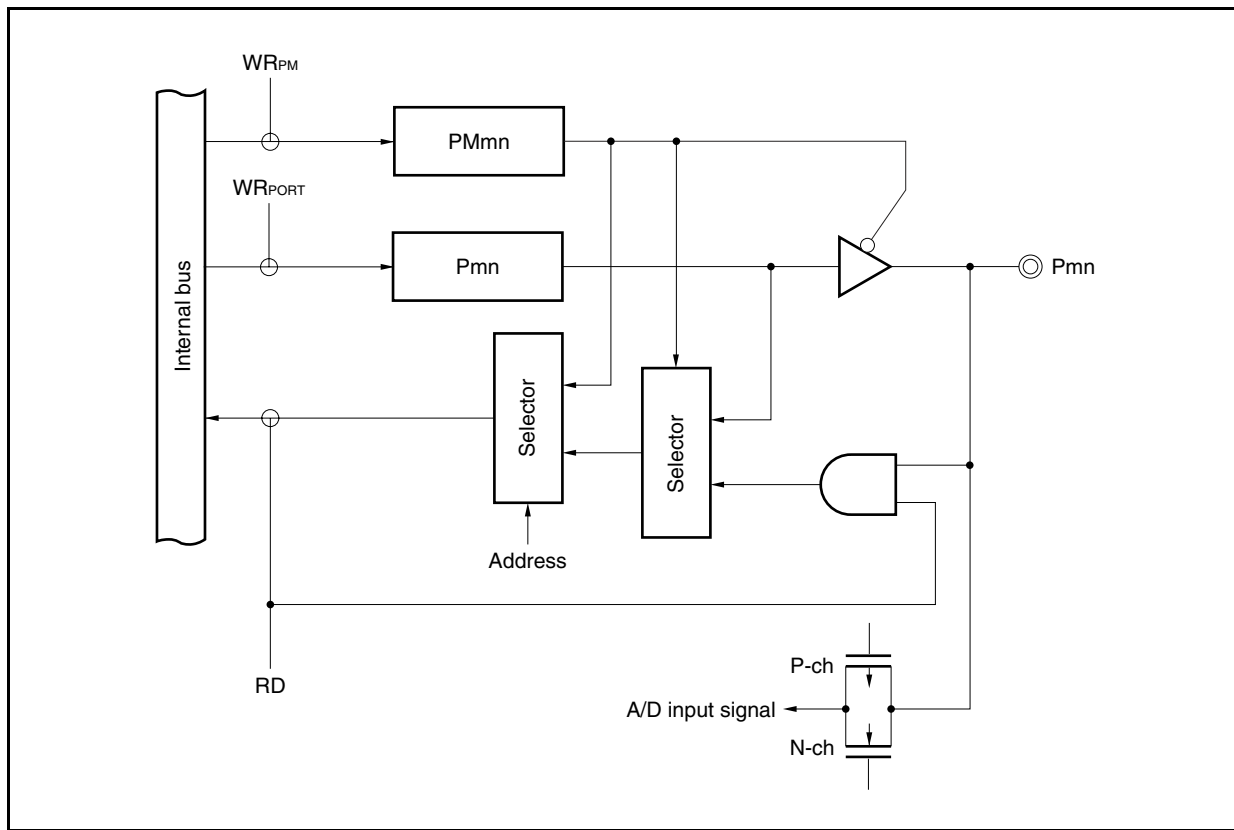 WRPM
PMmn
WRPORT
Pmn
Pmn
Internal bus
Selector
Selector
Address
RD
P-ch
A/D input signal
N-ch